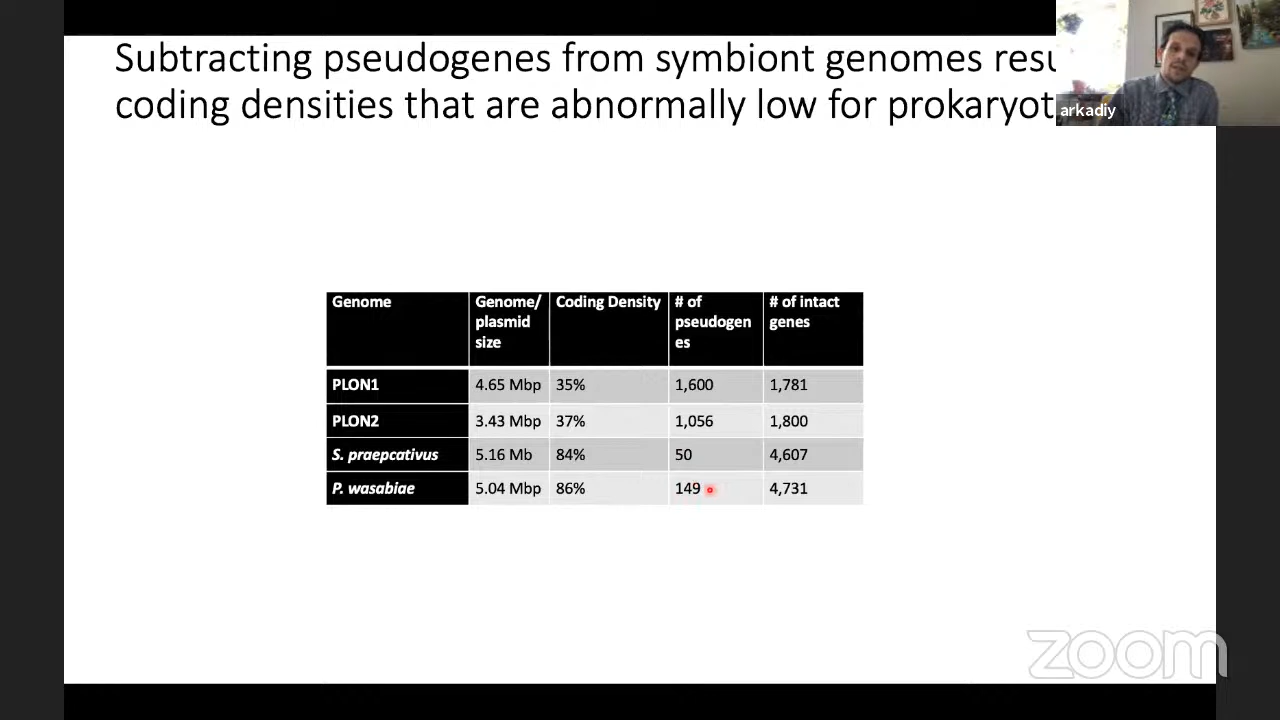 Subtracting pseudogenes from symbiont genomes resu
coding densities that are abnormally low for prokaryot
arkadiy
Genome Genome/ plasmid size Coding Density # of pseudogen es # of intact genes
PLON1 4.65 Mbp 35% 1,600 1,781
PLON2 3.43 Mbp 37% 1,056 1,800
S. praepcativus 5.16 Mb 84% 50 4,607
P. wasabiae 5.04 Mbp 86% 149 4,731
zoom